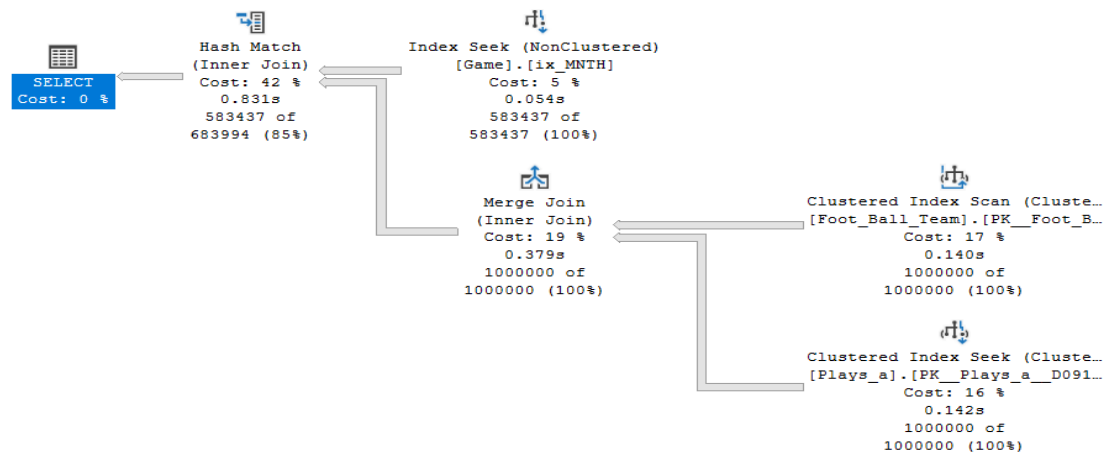 SELECT
Cost: 0 %
Hash Match
(Inner Join)
Cost: 42 %
0.831s
583437 of
683994 (85%)
Index Seek (NonClustered)
[Game].[ix_MNTH]
Cost: 5 %
0.054s
583437 of
583437 (100%)
Merge Join
(Inner Join)
Cost: 19 %
0.379s
1000000 of
1000000 (100%)
Clustered Index Scan (Cluste…
[Foot_Ball_Team].[PK__Foot_B…
Cost: 17 %
0.140s
1000000 of
1000000 (100%)
Clustered Index Seek (Cluste…
[Plays_a].[PK__Plays_a__D091…
Cost: 16 %
0.142s
1000000 of
1000000 (100%)